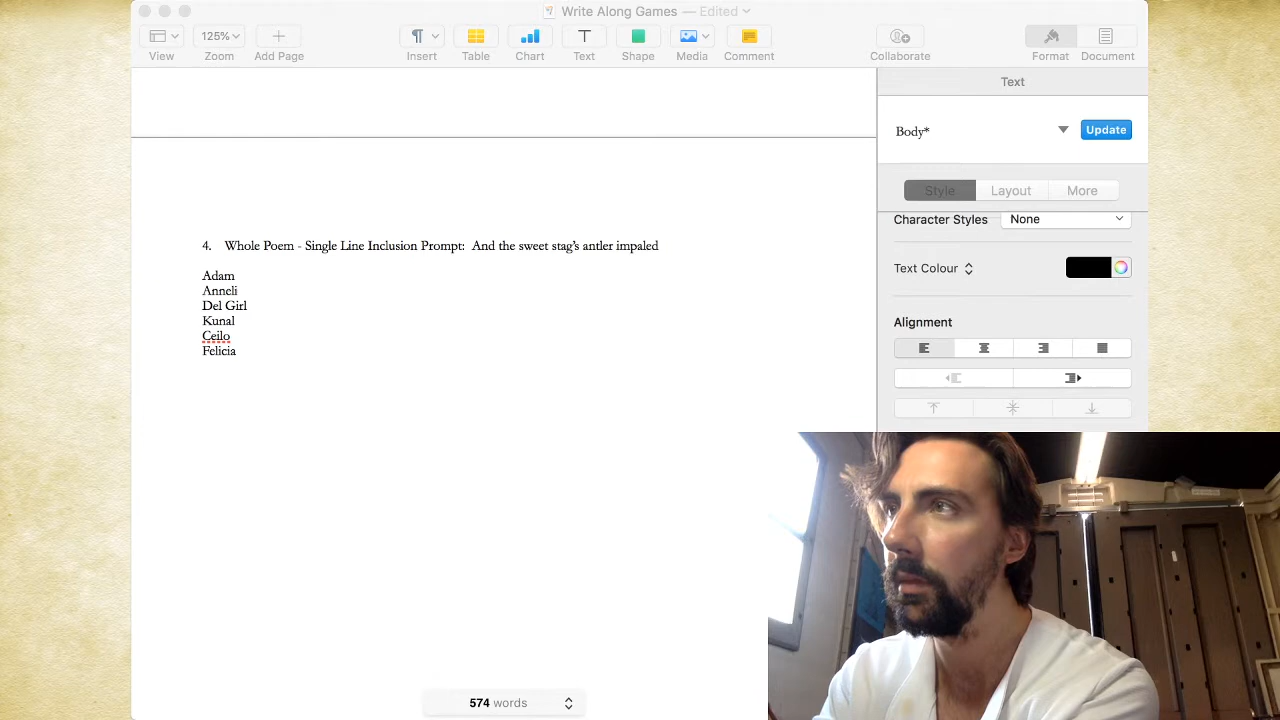 Write Along Games — Edited
125%
View
Zoom
Add Page
Insert
Table
Chart
Text
Shape
Media
Comment
Collaborate
Format
Document
Text
Body*
Update
Style
Layout
More
Character Styles
None
Text Colour
Alignment
4. Whole Poem - Single Line Inclusion Prompt: And the sweet stag's antler impaled
Adam
Anneli
Del Girl
Kunal
Ceilo
Felicia
574 words